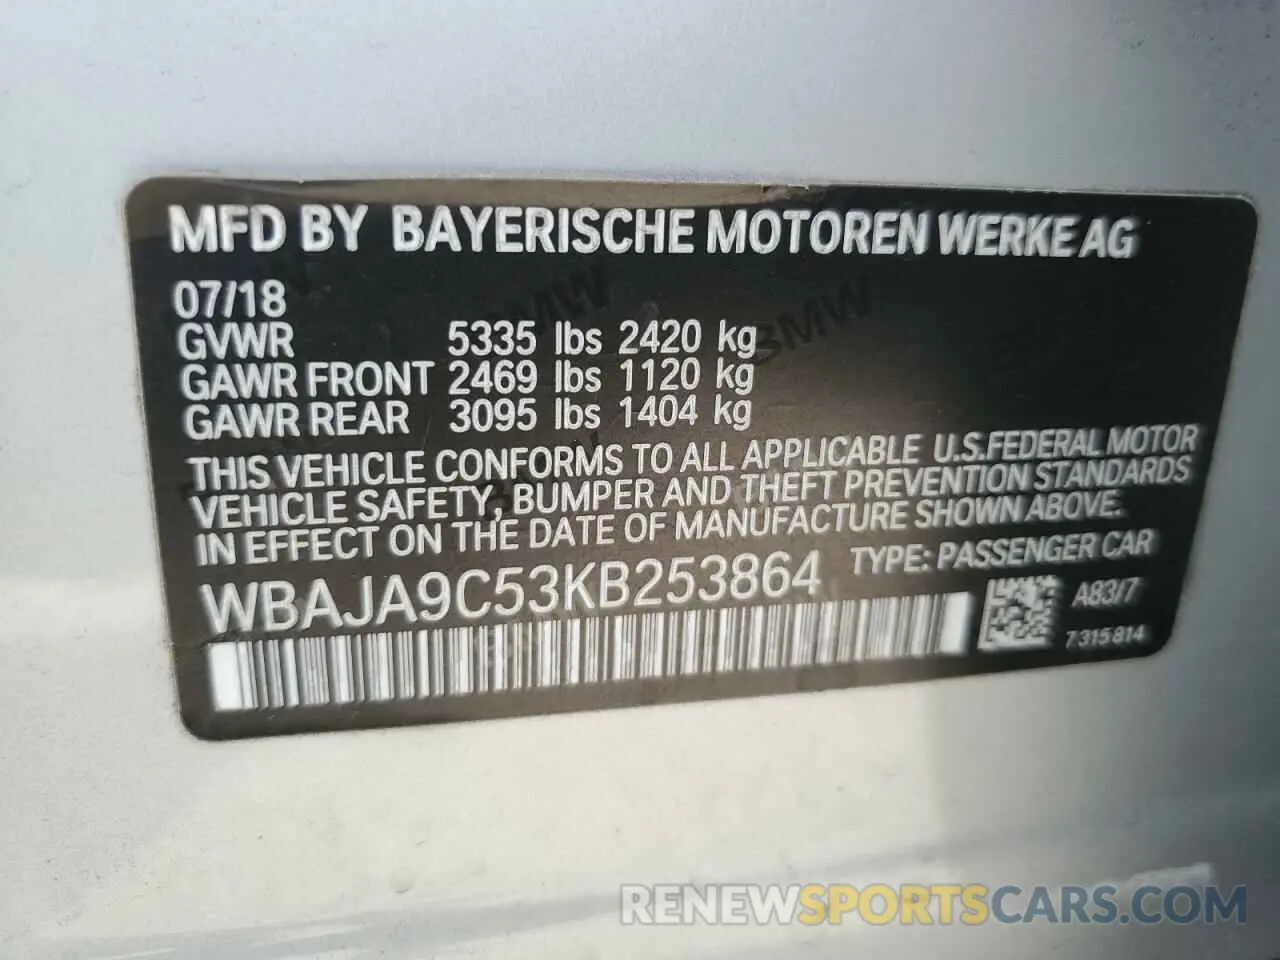 MFD BY BAYERISCHE MOTOREN WERKE AG
07/18
GVWR 5335 lbs 2420 kg
GAWR FRONT 2469 lbs 1120 kg
GAWR REAR 3095 lbs 1404 kg
THIS VEHICLE CONFORMS TO ALL APPLICABLE U.S.FEDERAL MOTOR
VEHICLE SAFETY, BUMPER AND THEFT PREVENTION STANDARDS
IN EFFECT ON THE DATE OF MANUFACTURE SHOWN ABOVE.
WBAJA9C53KB253864 TYPE: PASSENGER CAR
A83/7
7315814
RENEWSPORTSCARS.COM